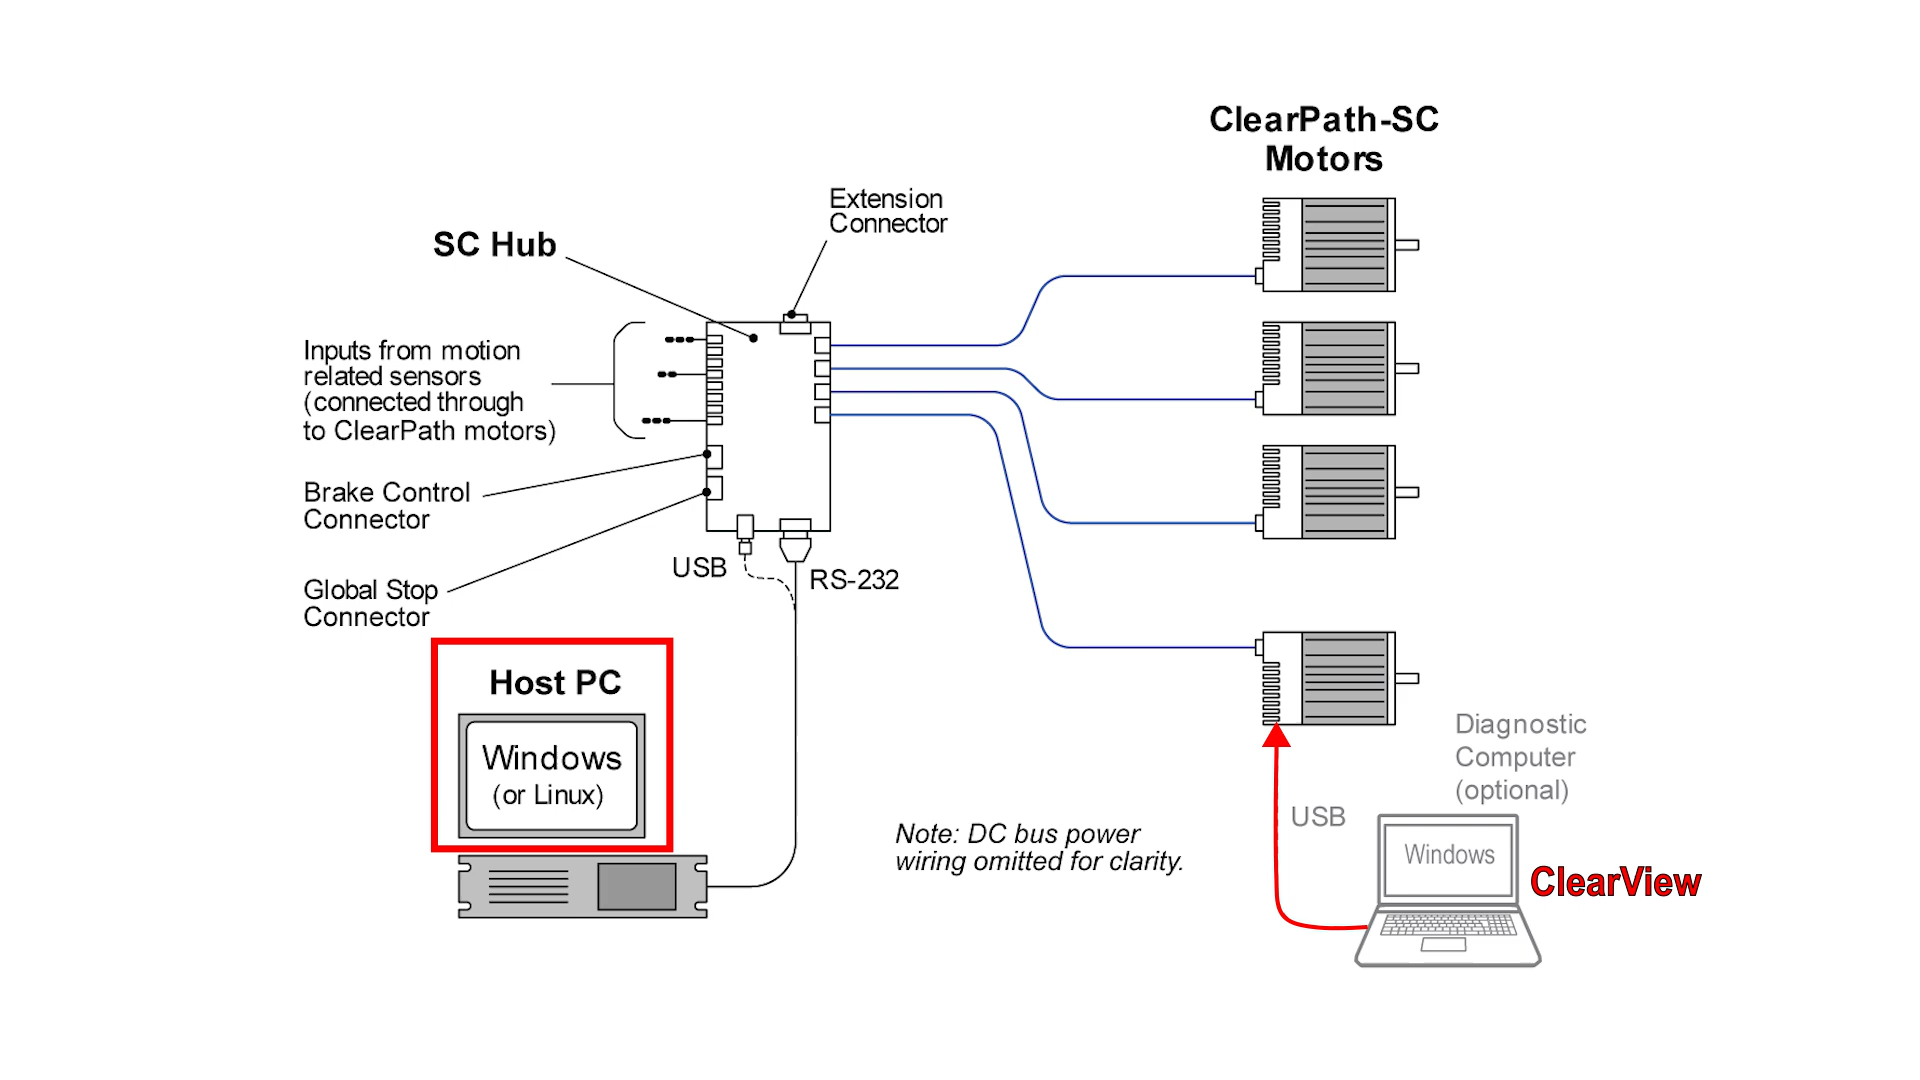 ClearPath-SC
Motors
Extension
Connector
SC Hub
Inputs from motion
related sensors
(connected through
to ClearPath motors)
Brake Control
Connector
Global Stop
Connector
USB
RS-232
Host PC
Windows
(or Linux)
Note: DC bus power
wiring omitted for clarity.
Diagnostic
Computer
(optional)
USB
Windows
ClearView